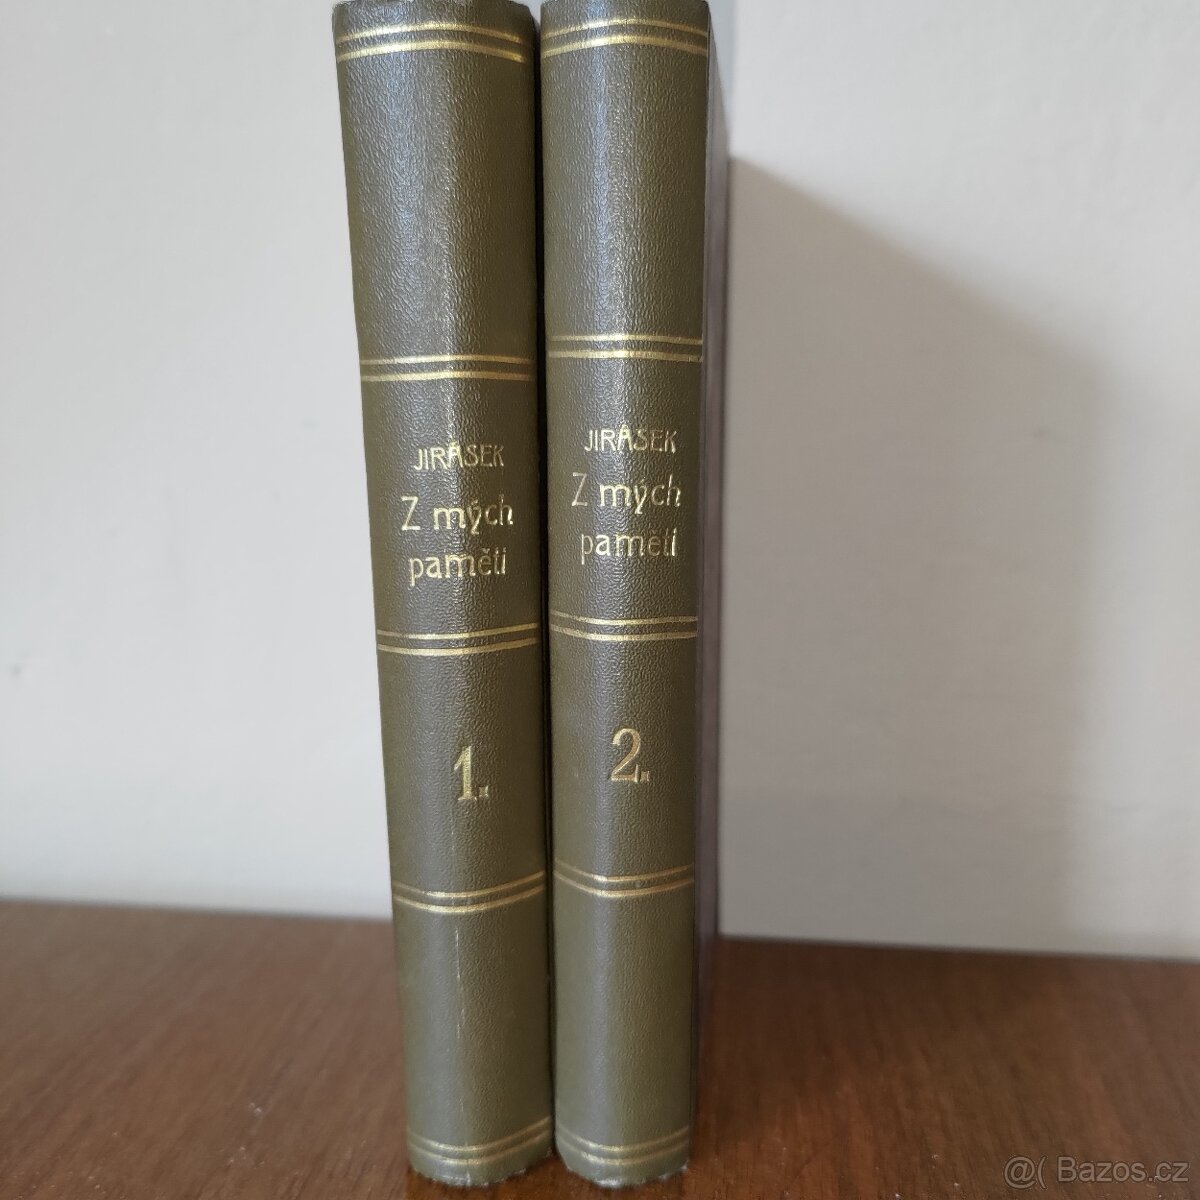 JIRÁSEK
Z mých
pamětí
1.
JIRÁSEK
Z mých
pamětí
2.
@( Bazos.cz